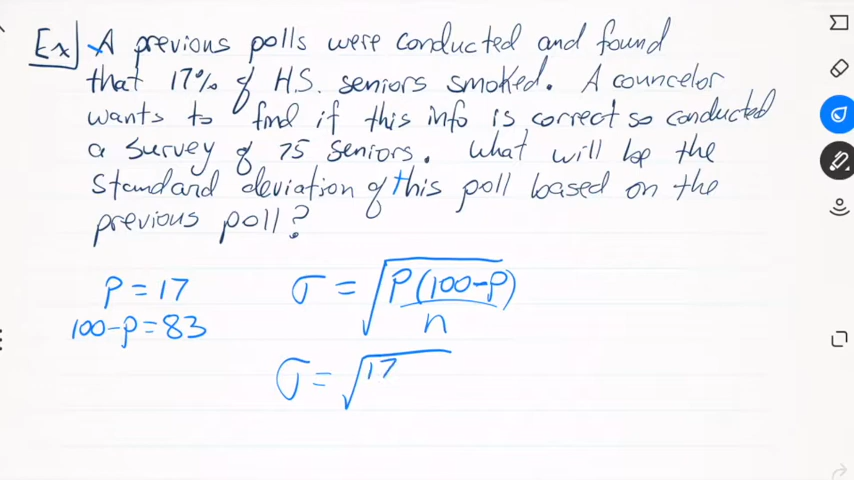 Ex A previous polls were conducted and found
that 17% of H.S. seniors smoked. A councelor
wants to find if this info is correct so conducted
a survey of 75 seniors. What will be the
standard deviation of this poll based on the
previous poll?
p = 17
100-p = 83
σ = √(P(100-p)/n)
σ = √17